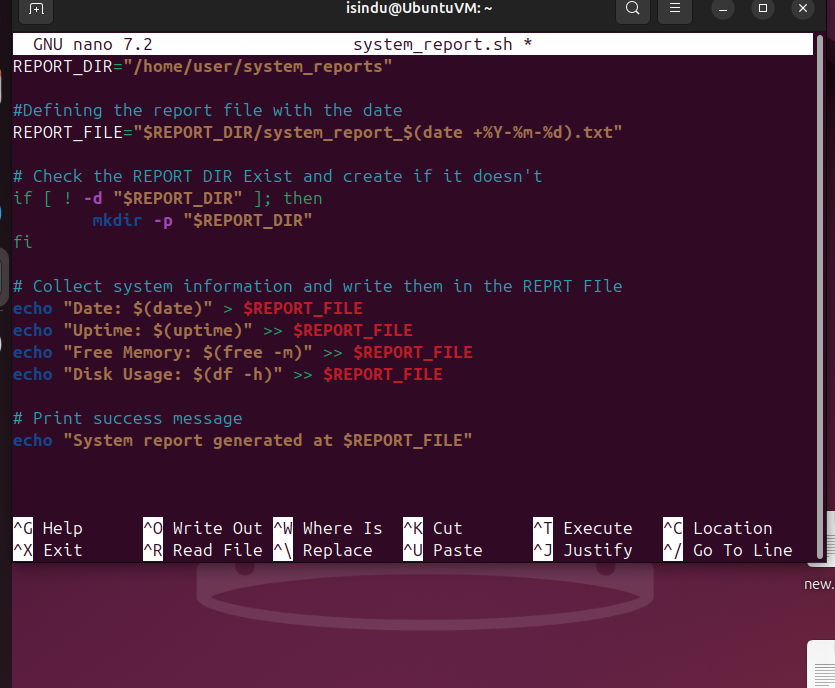 isindu@UbuntuVM: ~
GNU nano 7.2 system_report.sh *
REPORT_DIR="/home/user/system_reports"
#Defining the report file with the date
REPORT_FILE="$REPORT_DIR/system_report_$(date +%Y-%m-%d).txt"
# Check the REPORT DIR Exist and create if it doesn't
if [ ! -d "$REPORT_DIR" ]; then
        mkdir -p "$REPORT_DIR"
fi
# Collect system information and write them in the REPRT FIle
echo "Date: $(date)" > $REPORT_FILE
echo "Uptime: $(uptime)" >> $REPORT_FILE
echo "Free Memory: $(free -m)" >> $REPORT_FILE
echo "Disk Usage: $(df -h)" >> $REPORT_FILE
# Print success message
echo "System report generated at $REPORT_FILE"
^G Help ^O Write Out ^W Where Is ^K Cut ^T Execute ^C Location
^X Exit ^R Read File ^\ Replace ^U Paste ^J Justify ^/ Go To Line
new.